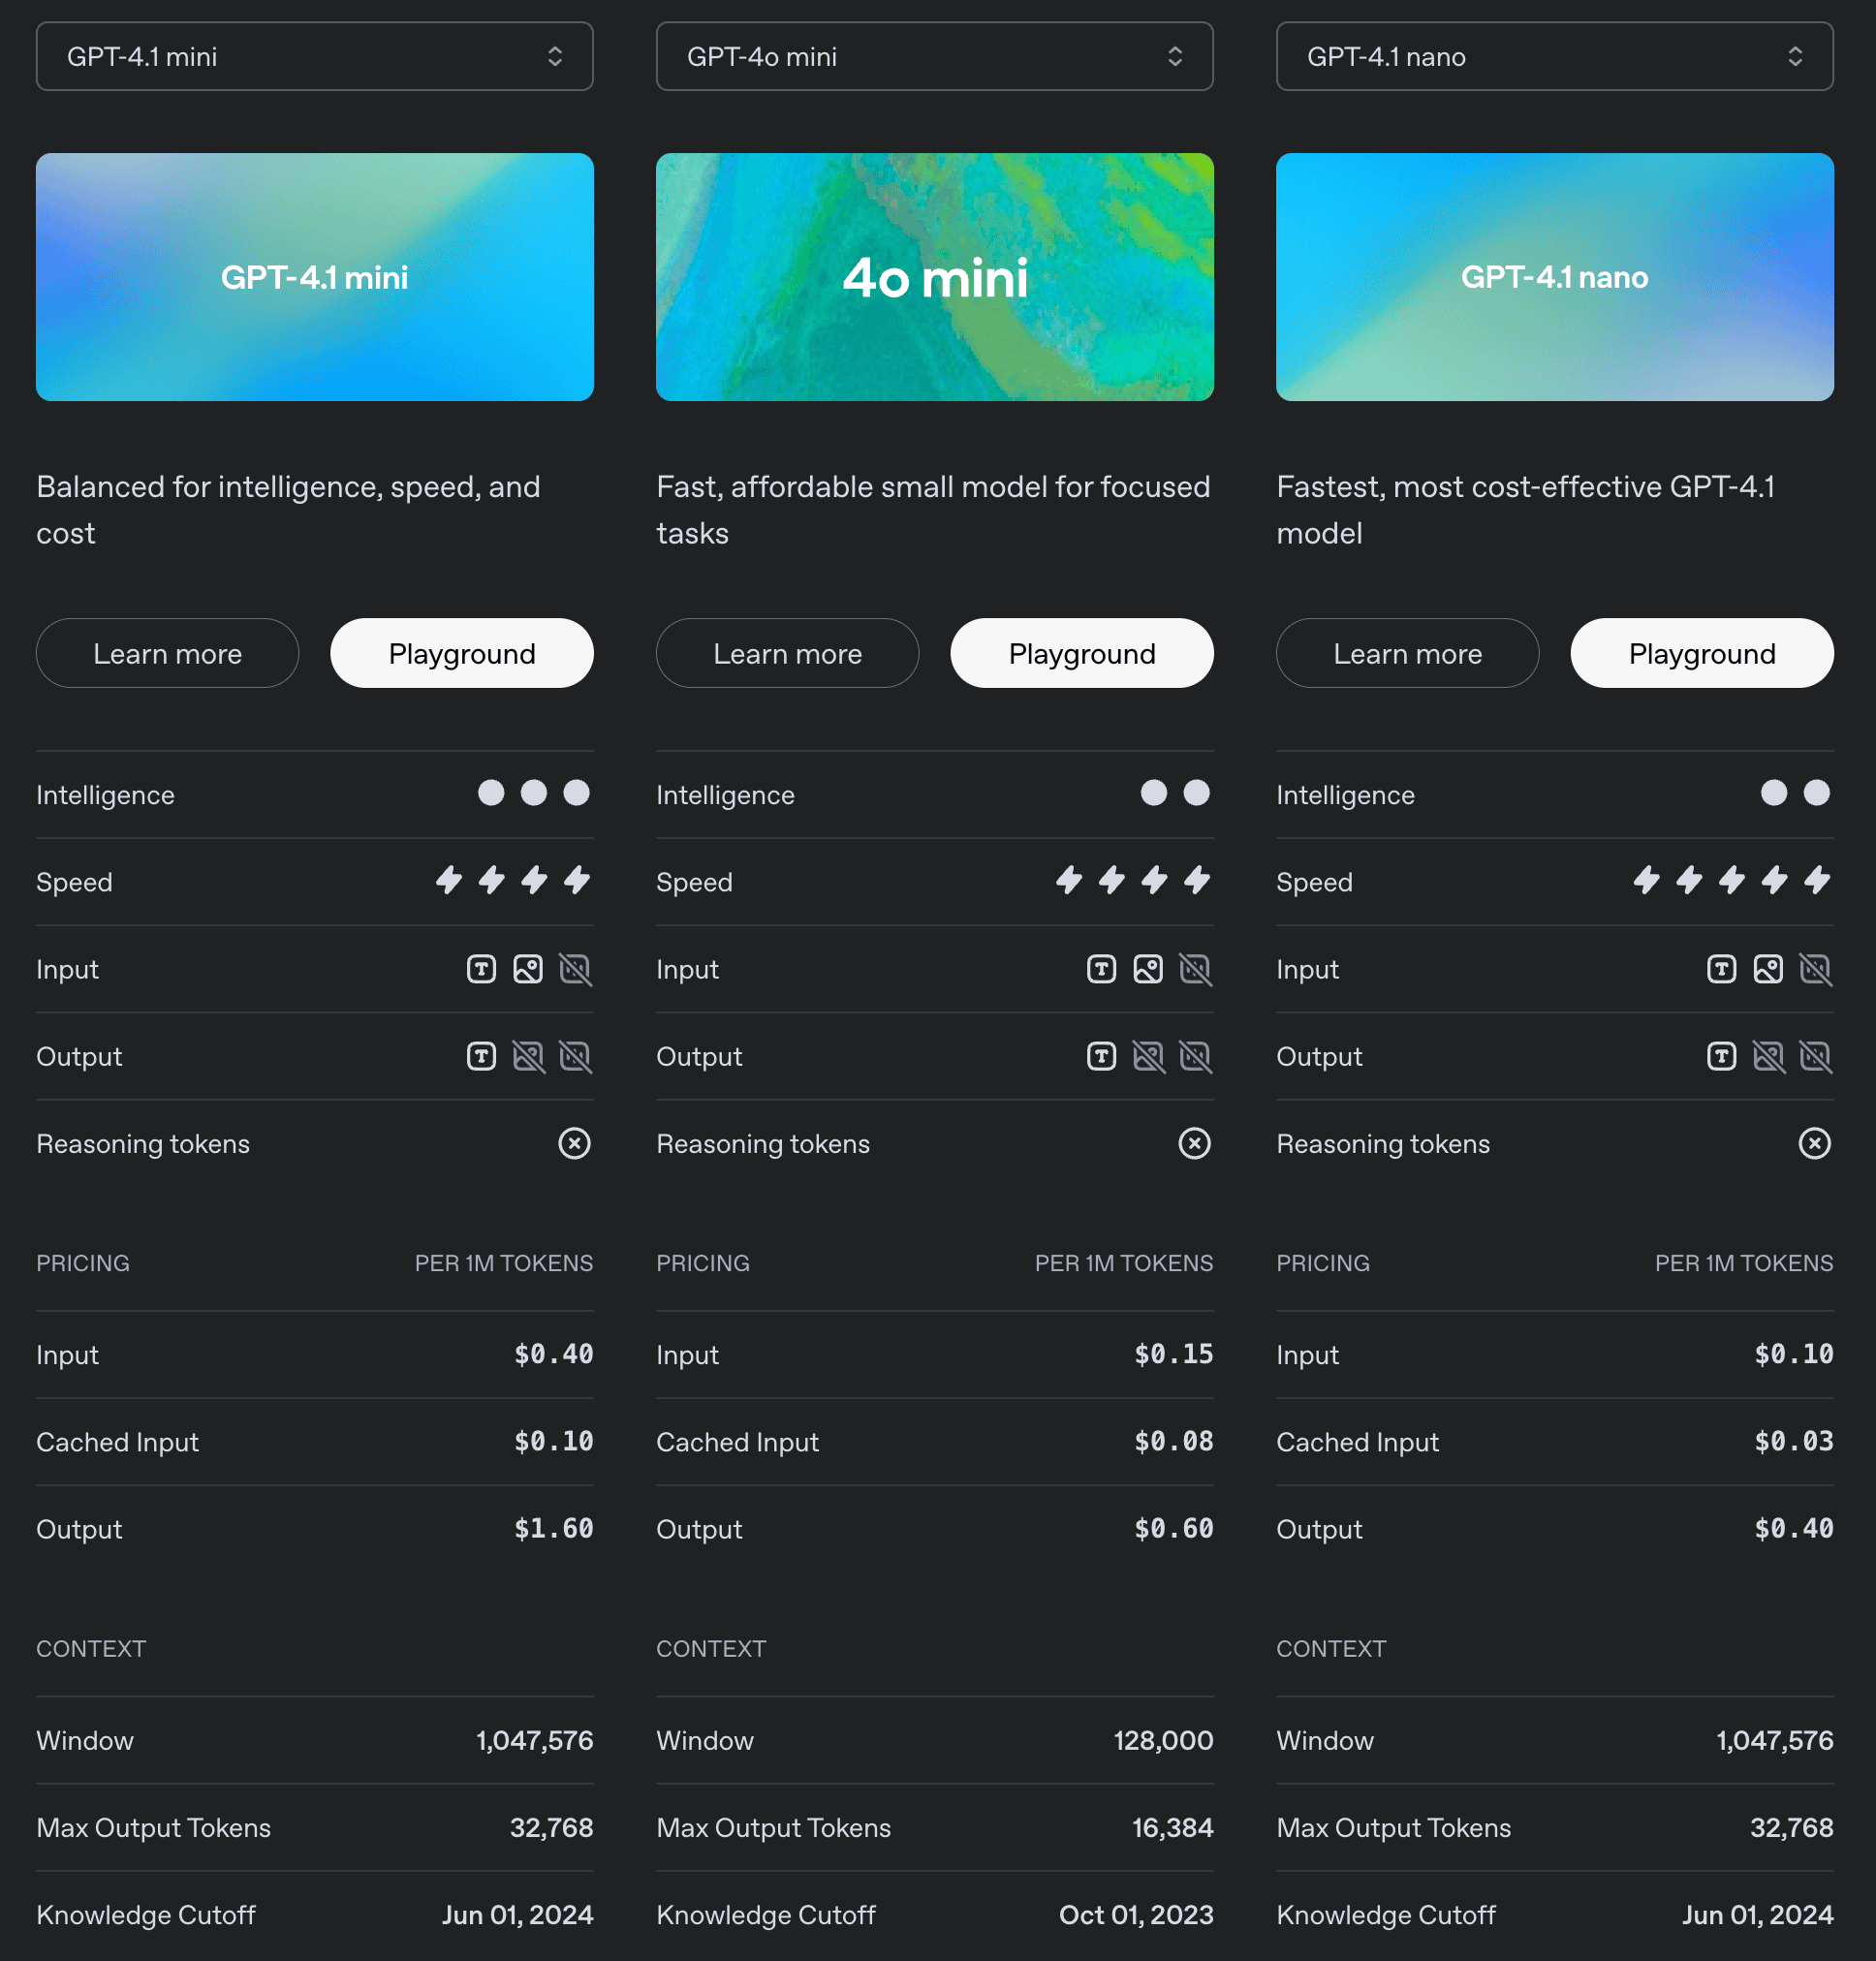 GPT-4.1 mini
GPT-4o mini
GPT-4.1 nano
GPT-4.1 mini
4o mini
GPT-4.1 nano
Balanced for intelligence, speed, and
cost
Fast, affordable small model for focused
tasks
Fastest, most cost-effective GPT-4.1
model
Learn more
Playground
Learn more
Playground
Learn more
Playground
Intelligence
Intelligence
Intelligence
Speed
Speed
Speed
Input
Input
Input
Output
Output
Output
Reasoning tokens
Reasoning tokens
Reasoning tokens
PRICING PER 1M TOKENS
PRICING PER 1M TOKENS
PRICING PER 1M TOKENS
Input $0.40
Input $0.15
Input $0.10
Cached Input $0.10
Cached Input $0.08
Cached Input $0.03
Output $1.60
Output $0.60
Output $0.40
CONTEXT
CONTEXT
CONTEXT
Window 1,047,576
Window 128,000
Window 1,047,576
Max Output Tokens 32,768
Max Output Tokens 16,384
Max Output Tokens 32,768
Knowledge Cutoff Jun 01, 2024
Knowledge Cutoff Oct 01, 2023
Knowledge Cutoff Jun 01, 2024